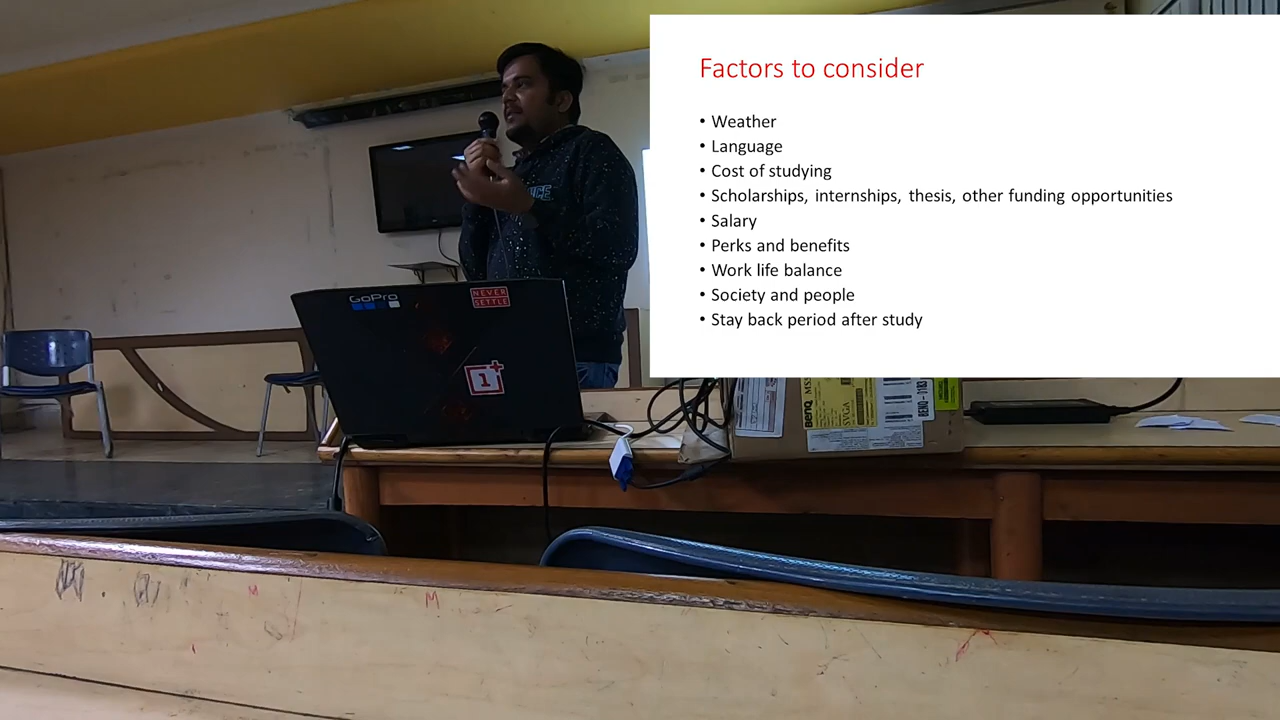 Factors to consider
• Weather
• Language
• Cost of studying
• Scholarships, internships, thesis, other funding opportunities
• Salary
• Perks and benefits
• Work life balance
• Society and people
• Stay back period after study
GoPro
NEVER
SETTLE
1+
BenQ
SVGA
M